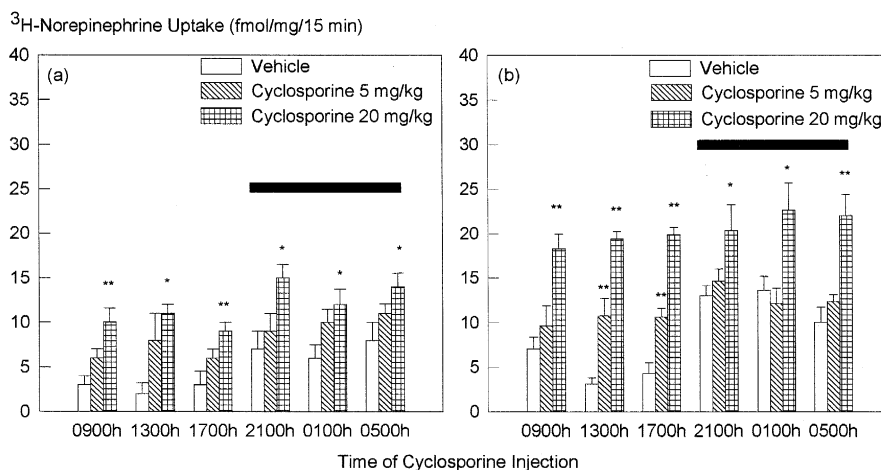 ³H-Norepinephrine Uptake (fmol/mg/15 min)
40
35
30
25
20
15
10
5
0
(a)
Vehicle
Cyclosporine 5 mg/kg
Cyclosporine 20 mg/kg
**
*
**
*
*
*
0900h 1300h 1700h 2100h 0100h 0500h
40
35
30
25
20
15
10
5
0
(b)
Vehicle
Cyclosporine 5 mg/kg
Cyclosporine 20 mg/kg
**
**
**
**
**
*
*
**
0900h 1300h 1700h 2100h 0100h 0500h
Time of Cyclosporine Injection